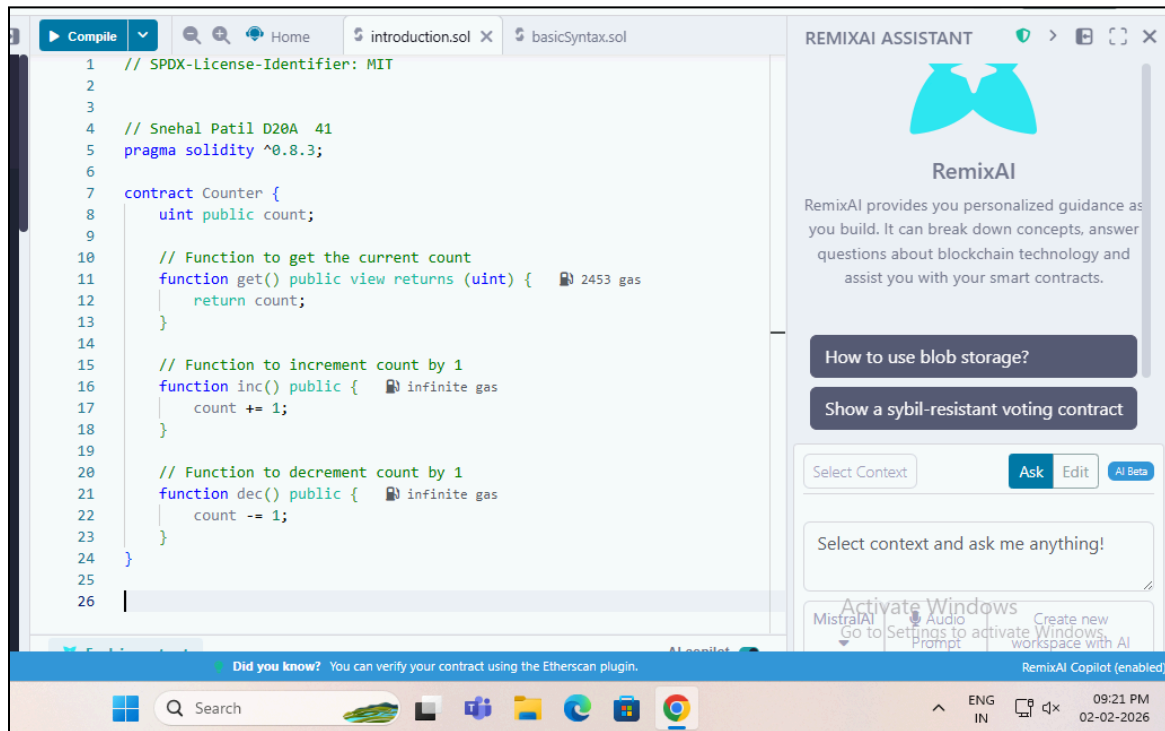 Compile
Home
introduction.sol
basicSyntax.sol
1 // SPDX-License-Identifier: MIT
2
3
4 // Snehal Patil D20A 41
5 pragma solidity ^0.8.3;
6
7 contract Counter {
8 uint public count;
9
10 // Function to get the current count
11 function get() public view returns (uint) { 2453 gas
12 return count;
13 }
14
15 // Function to increment count by 1
16 function inc() public { infinite gas
17 count += 1;
18 }
19
20 // Function to decrement count by 1
21 function dec() public { infinite gas
22 count -= 1;
23 }
24 }
25
26
REMIXAI ASSISTANT
RemixAI
RemixAI provides you personalized guidance as
you build. It can break down concepts, answer
questions about blockchain technology and
assist you with your smart contracts.
How to use blob storage?
Show a sybil-resistant voting contract
Select Context
Ask
Edit
AI Beta
Select context and ask me anything!
MistralAI
Audio
Prompt
Create new
workspace with AI
Activate Windows
Go to Settings to activate Windows.
AI copilot
Did you know? You can verify your contract using the Etherscan plugin.
RemixAI Copilot (enabled)
Search
ENG
IN
09:21 PM
02-02-2026